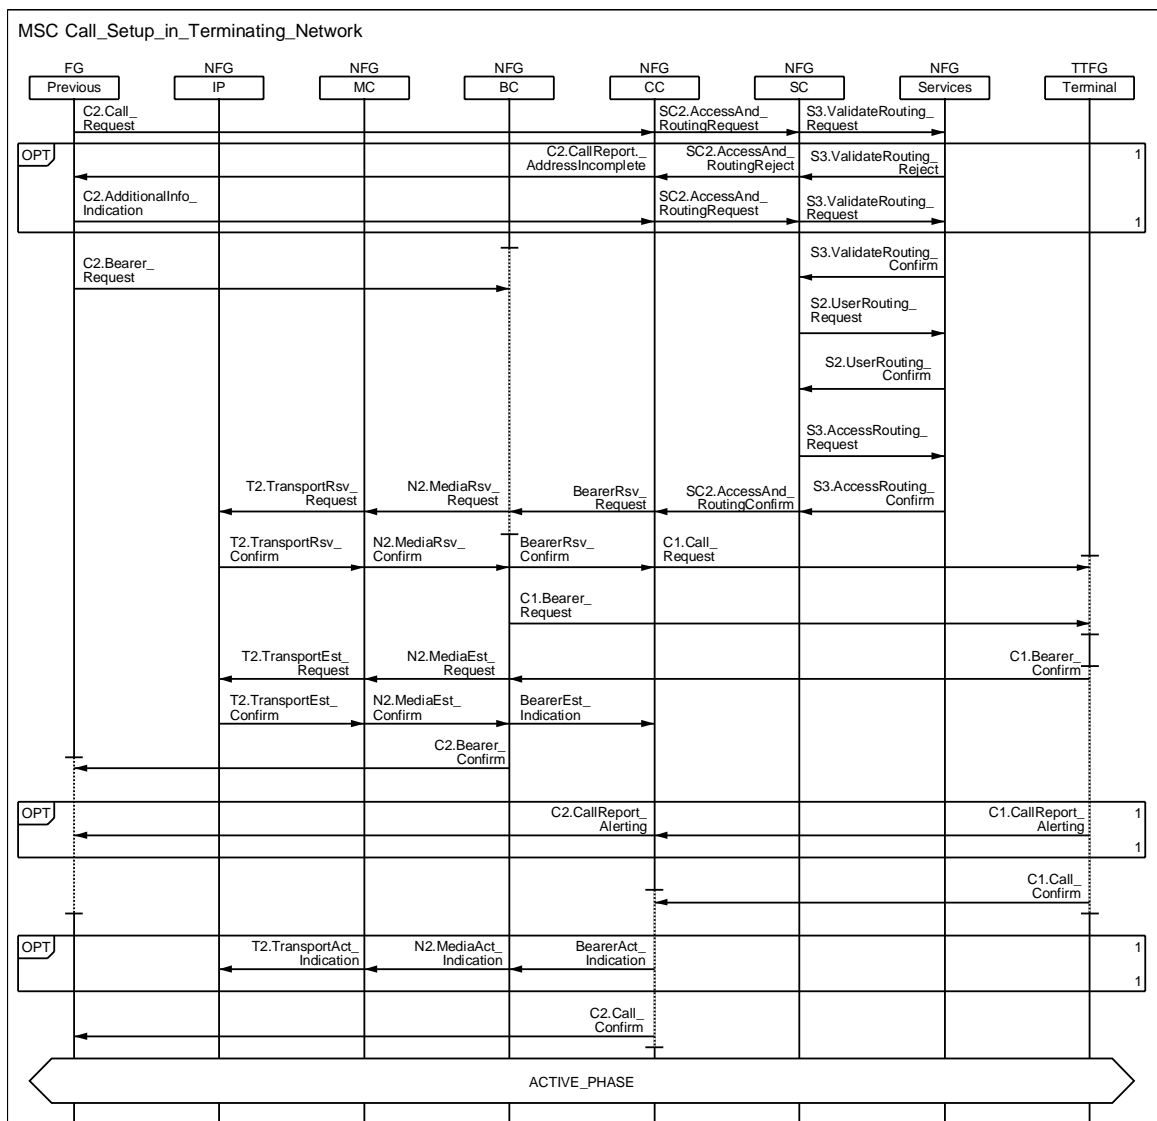 MSC Call_Setup_in_Terminating_Network
FG NFG NFG NFG NFG NFG NFG TTFG
Previous IP MC BC CC SC Services Terminal
C2.Call_ SC2.AccessAnd_ S3.ValidateRouting_
Request RoutingRequest Request
OPT C2.CallReport._ SC2.AccessAnd_ S3.ValidateRouting_ 1
AddressIncomplete RoutingReject Reject
C2.AdditionalInfo_ SC2.AccessAnd_ S3.ValidateRouting_
Indication RoutingRequest Request 1
S3.ValidateRouting_
Confirm
C2.Bearer_
Request
S2.UserRouting_
Request
S2.UserRouting_
Confirm
S3.AccessRouting_
Request
T2.TransportRsv_ N2.MediaRsv_ BearerRsv_ SC2.AccessAnd_ S3.AccessRouting_
Request Request Request RoutingConfirm Confirm
T2.TransportRsv_ N2.MediaRsv_ BearerRsv_ C1.Call_
Confirm Confirm Confirm Request
C1.Bearer_
Request
T2.TransportEst_ N2.MediaEst_ C1.Bearer_
Request Request Confirm
T2.TransportEst_ N2.MediaEst_ BearerEst_
Confirm Confirm Indication
C2.Bearer_
Confirm
OPT C2.CallReport_ C1.CallReport_ 1
Alerting Alerting
1
C1.Call_
Confirm
OPT T2.TransportAct_ N2.MediaAct_ BearerAct_ 1
Indication Indication Indication
1
C2.Call_
Confirm
ACTIVE_PHASE